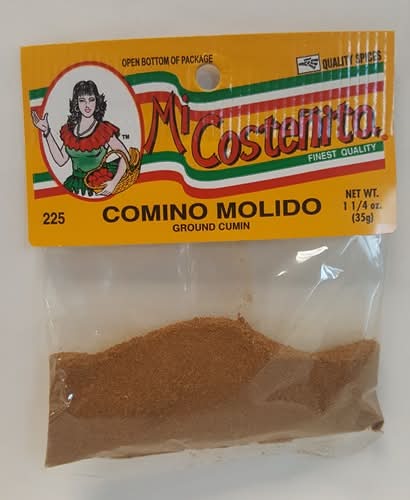 OPEN BOTTOM OF PACKAGE
QUALITY SPICES
Mi Costeñito.
TM
FINEST QUALITY
225
COMINO MOLIDO
GROUND CUMIN
NET WT.
1 1/4 oz.
(35g)